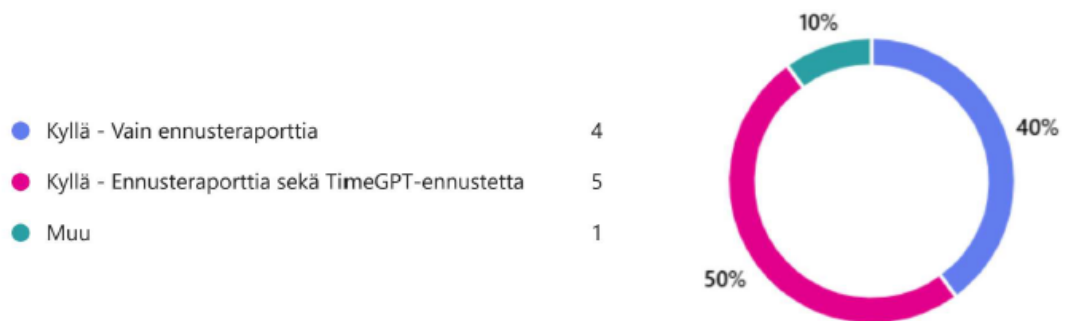 10%
Kyllä - Vain ennusteraporttia 4
40%
Kyllä - Ennusteraporttia sekä TimeGPT-ennustetta 5
Muu 1
50%